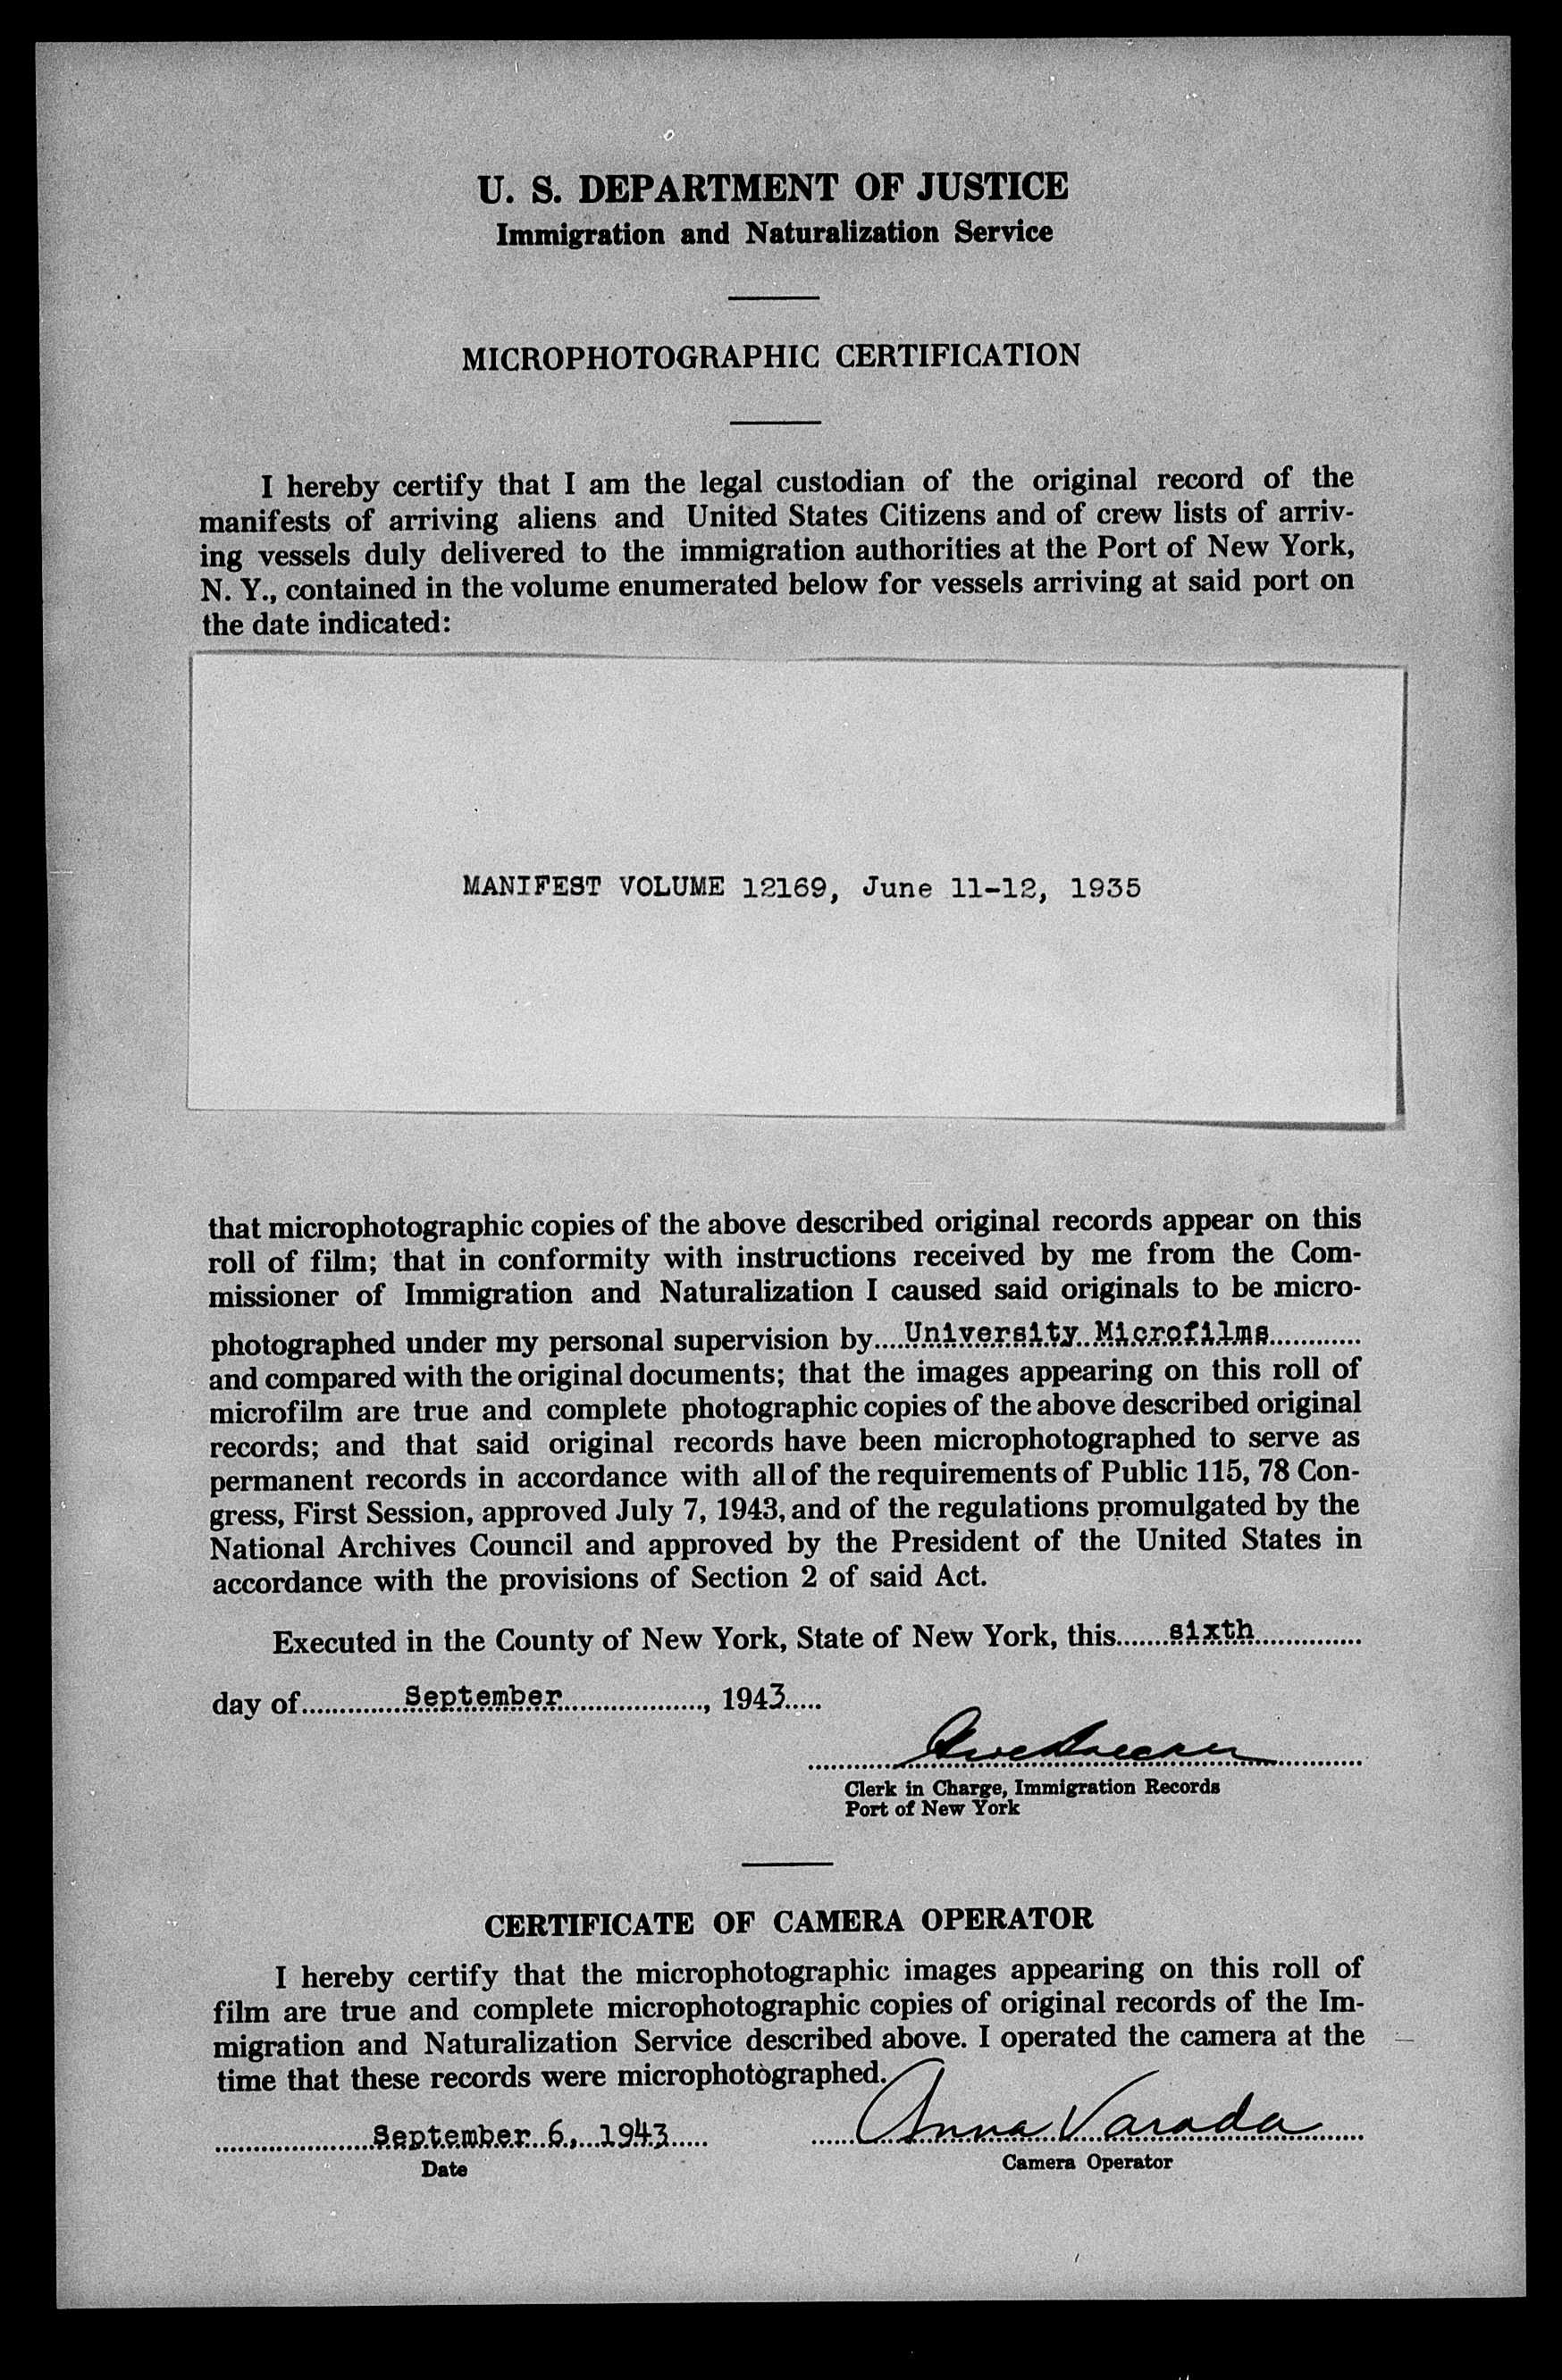 U. S. DEPARTMENT OF JUSTICE
Immigration and Naturalization Service
MICROPHOTOGRAPHIC CERTIFICATION
I hereby certify that I am the legal custodian of the original record of the
manifests of arriving aliens and United States Citizens and of crew lists of arriv-
ing vessels duly delivered to the immigration authorities at the Port of New York,
N. Y., contained in the volume enumerated below for vessels arriving at said port on
the date indicated:
MANIFEST VOLUME 12169, June 11-12, 1935
that microphotographic copies of the above described original records appear on this
roll of film; that in conformity with instructions received by me from the Com-
missioner of Immigration and Naturalization I caused said originals to be micro-
photographed under my personal supervision by....University Microfilms............
and compared with the original documents; that the images appearing on this roll of
microfilm are true and complete photographic copies of the above described original
records; and that said original records have been microphotographed to serve as
permanent records in accordance with all of the requirements of Public 115, 78 Con-
gress, First Session, approved July 7, 1943, and of the regulations promulgated by the
National Archives Council and approved by the President of the United States in
accordance with the provisions of Section 2 of said Act.
Executed in the County of New York, State of New York, this.......sixth..............
day of..............September..................., 1943.....
Clerk in Charge, Immigration Records
Port of New York
CERTIFICATE OF CAMERA OPERATOR
I hereby certify that the microphotographic images appearing on this roll of
film are true and complete microphotographic copies of original records of the Im-
migration and Naturalization Service described above. I operated the camera at the
time that these records were microphotographed.
September 6, 1943 Anna Varada
Date Camera Operator